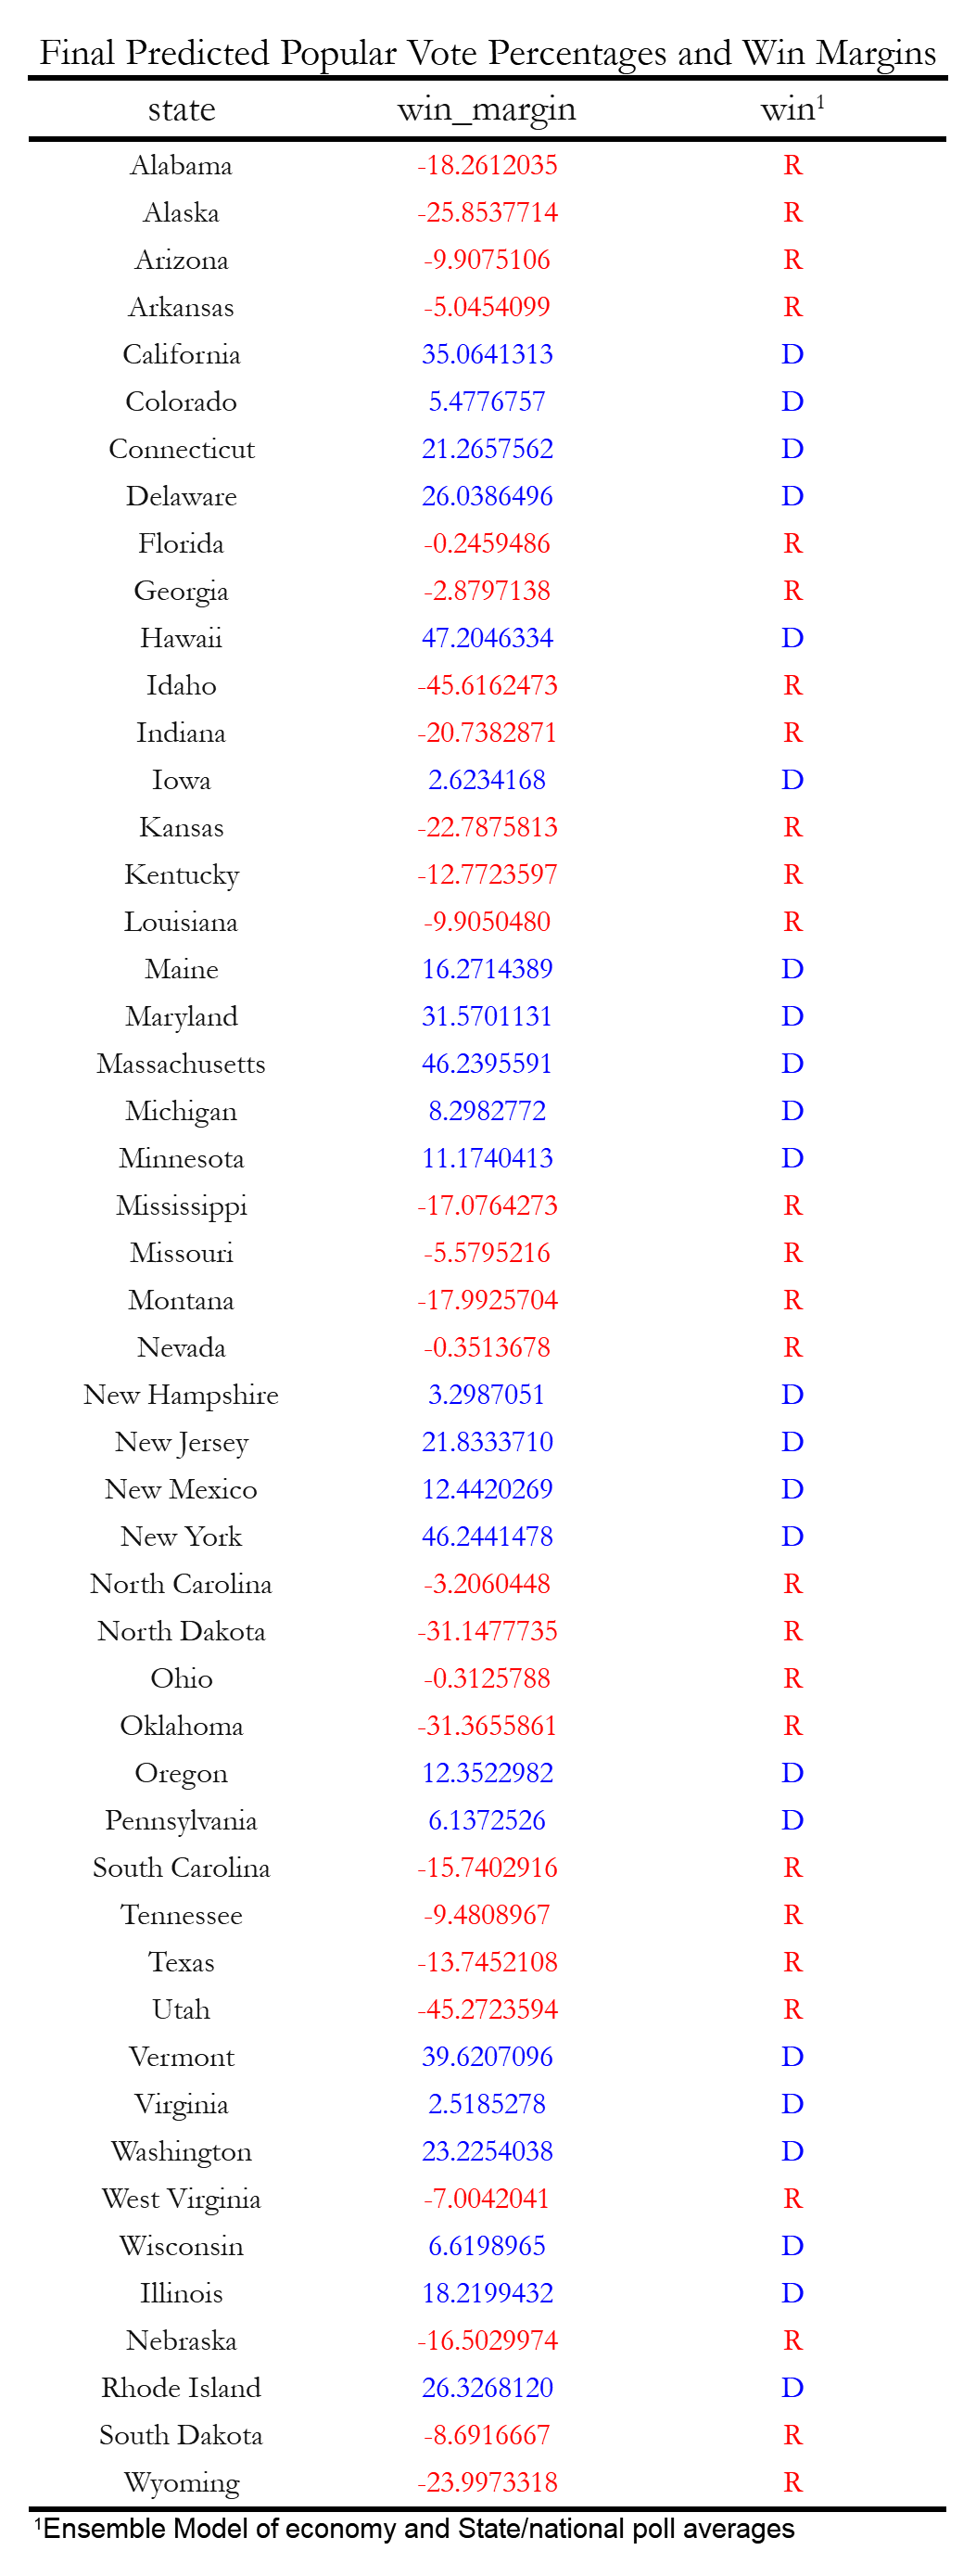 Final Predicted Popular Vote Percentages and Win Margins
state win_margin win¹
Alabama -18.2612035 R
Alaska -25.8537714 R
Arizona -9.9075106 R
Arkansas -5.0454099 R
California 35.0641313 D
Colorado 5.4776757 D
Connecticut 21.2657562 D
Delaware 26.0386496 D
Florida -0.2459486 R
Georgia -2.8797138 R
Hawaii 47.2046334 D
Idaho -45.6162473 R
Indiana -20.7382871 R
Iowa 2.6234168 D
Kansas -22.7875813 R
Kentucky -12.7723597 R
Louisiana -9.9050480 R
Maine 16.2714389 D
Maryland 31.5701131 D
Massachusetts 46.2395591 D
Michigan 8.2982772 D
Minnesota 11.1740413 D
Mississippi -17.0764273 R
Missouri -5.5795216 R
Montana -17.9925704 R
Nevada -0.3513678 R
New Hampshire 3.2987051 D
New Jersey 21.8333710 D
New Mexico 12.4420269 D
New York 46.2441478 D
North Carolina -3.2060448 R
North Dakota -31.1477735 R
Ohio -0.3125788 R
Oklahoma -31.3655861 R
Oregon 12.3522982 D
Pennsylvania 6.1372526 D
South Carolina -15.7402916 R
Tennessee -9.4808967 R
Texas -13.7452108 R
Utah -45.2723594 R
Vermont 39.6207096 D
Virginia 2.5185278 D
Washington 23.2254038 D
West Virginia -7.0042041 R
Wisconsin 6.6198965 D
Illinois 18.2199432 D
Nebraska -16.5029974 R
Rhode Island 26.3268120 D
South Dakota -8.6916667 R
Wyoming -23.9973318 R
¹Ensemble Model of economy and State/national poll averages